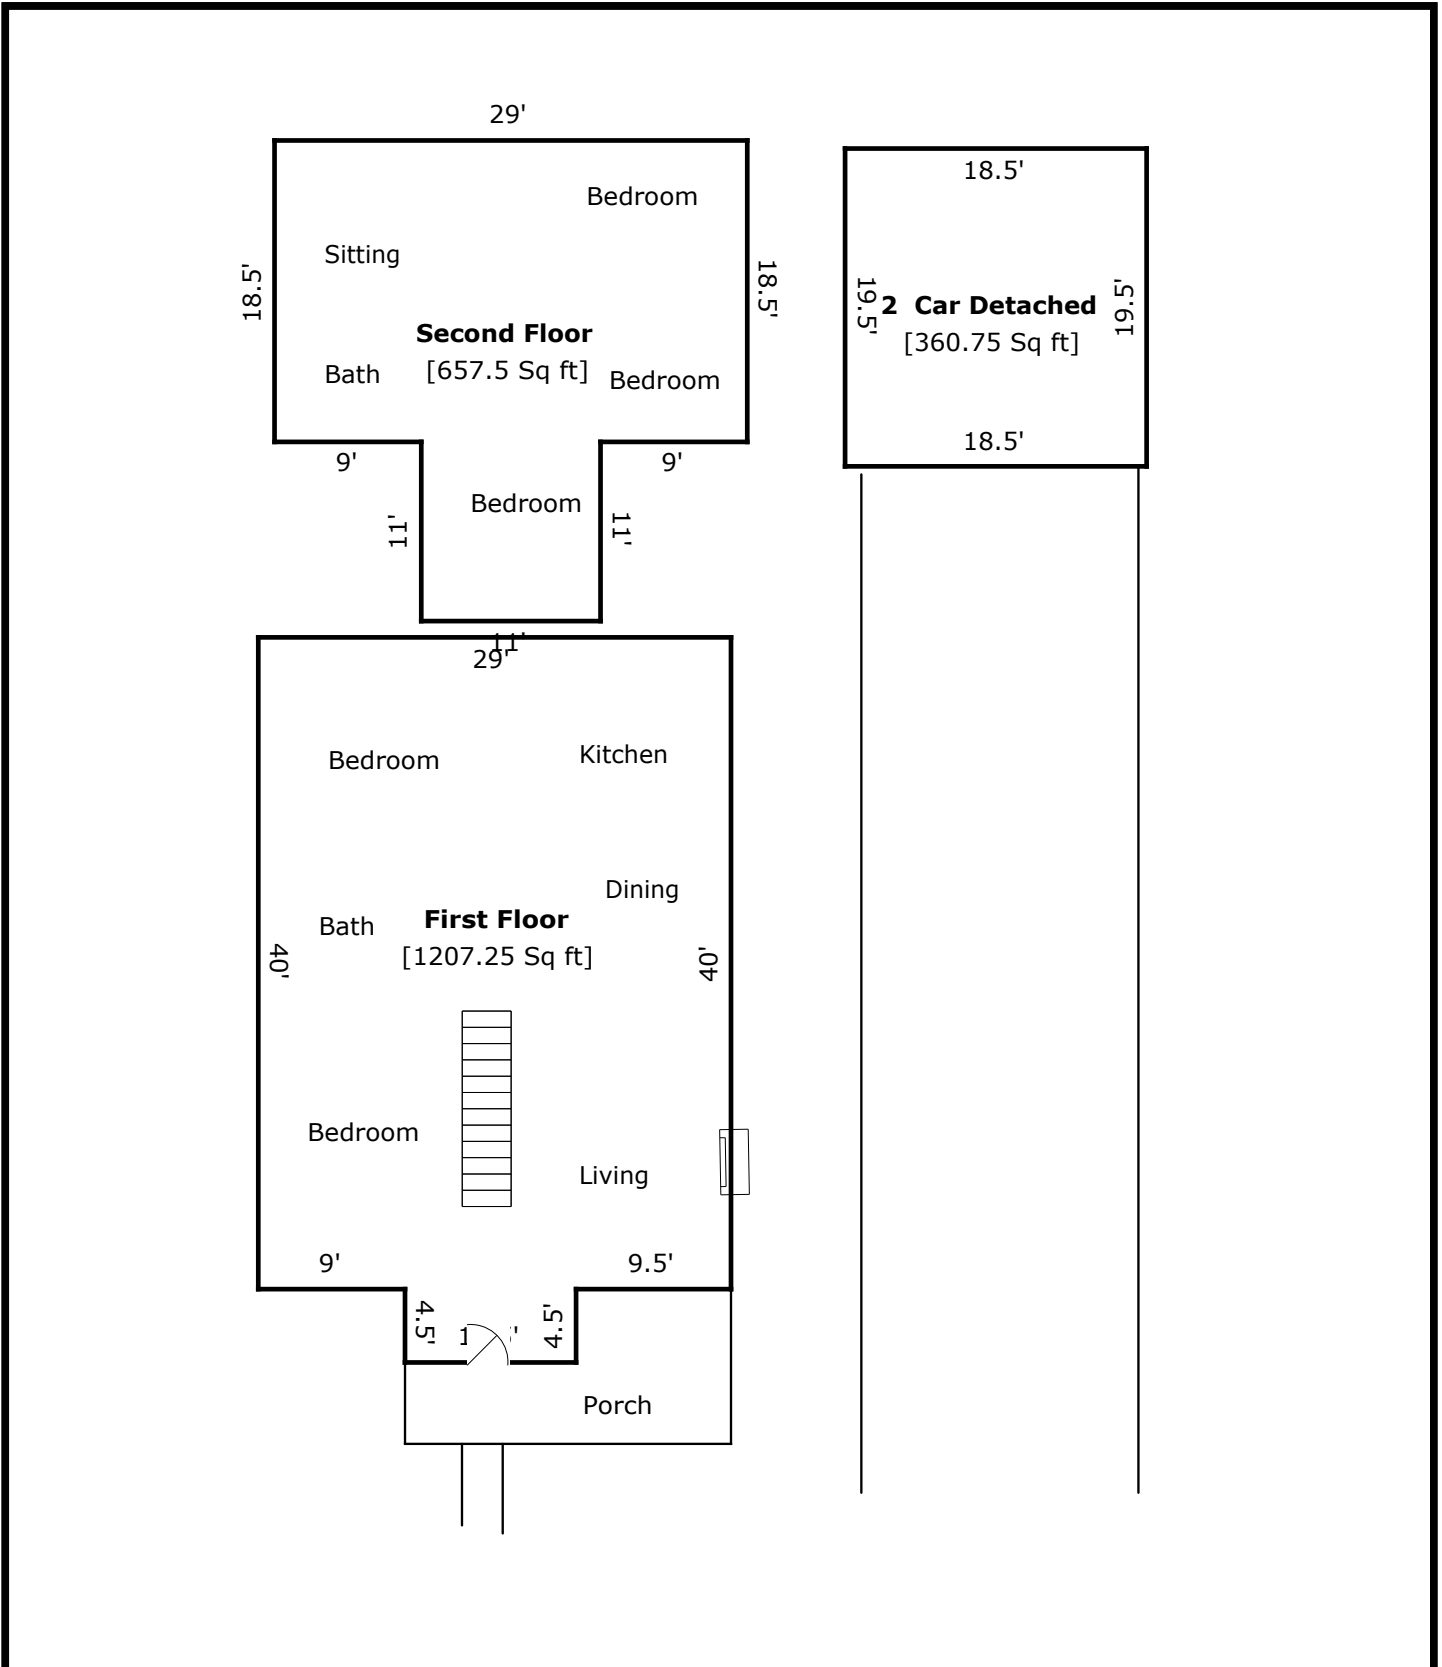 29'
Bedroom
Sitting
18.5'
18.5'
Second Floor
[657.5 Sq ft]
Bath
Bedroom
9'
9'
Bedroom
11'
11'
11'
18.5'
19.5'
2 Car Detached
[360.75 Sq ft]
19.5'
18.5'
29'
Bedroom
Kitchen
Dining
Bath
First Floor
[1207.25 Sq ft]
40'
40'
Bedroom
Living
9'
9.5'
4.5'
4.5'
Porch